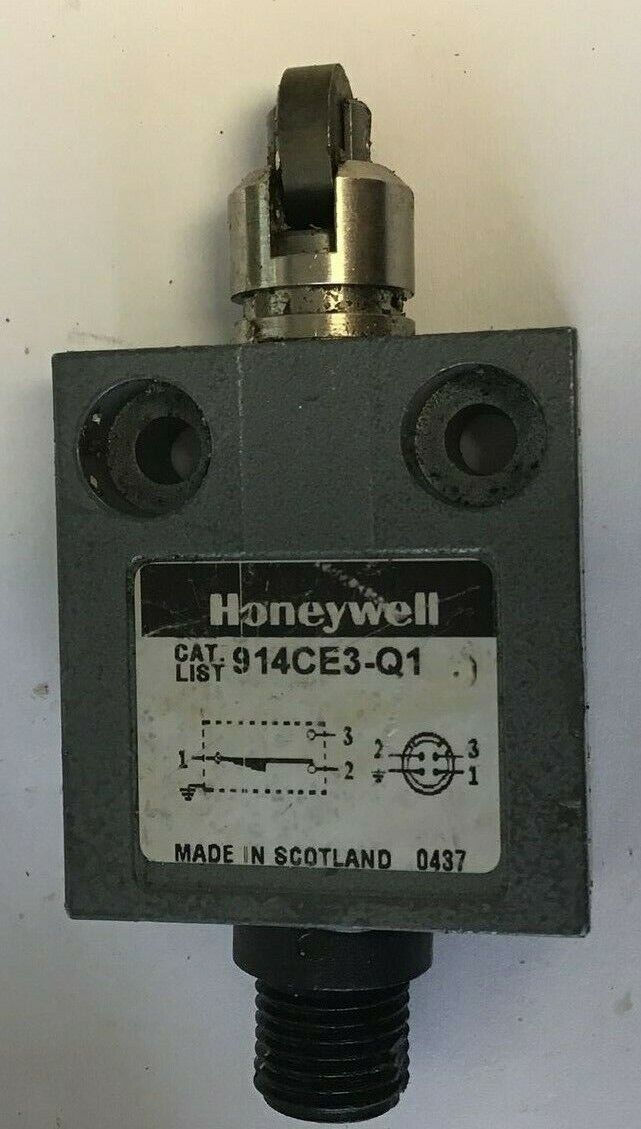 Honeywell
CAT. LIST 914CE3-Q1
1 3 2
2 3 1
MADE IN SCOTLAND 0437